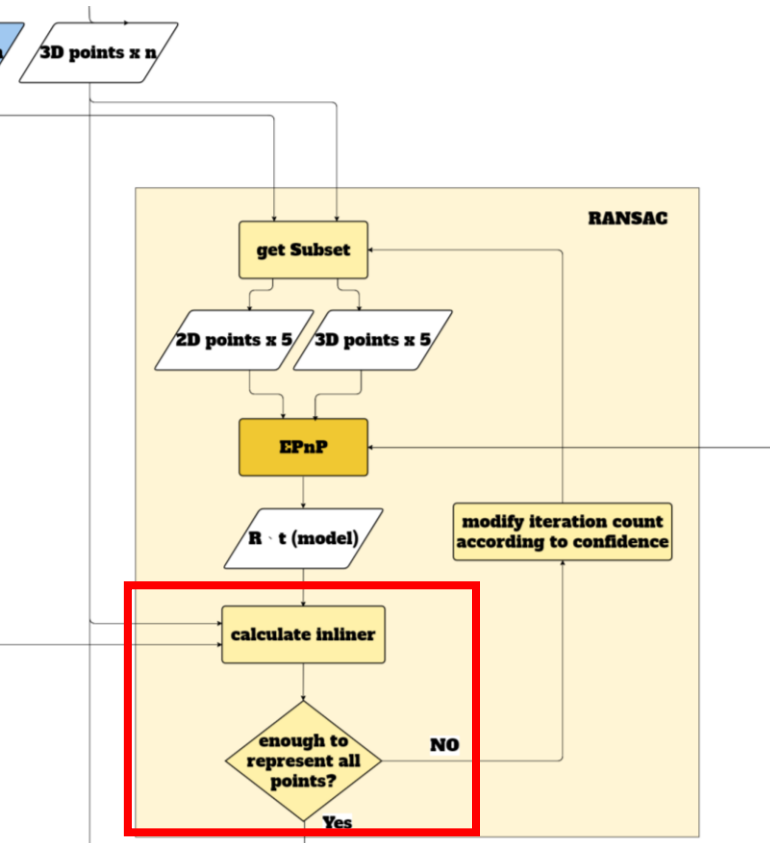 3D points x n
RANSAC
get Subset
2D points x 5
3D points x 5
EPnP
R、t (model)
modify iteration count
according to confidence
calculate inliner
enough to
represent all
points?
NO
Yes